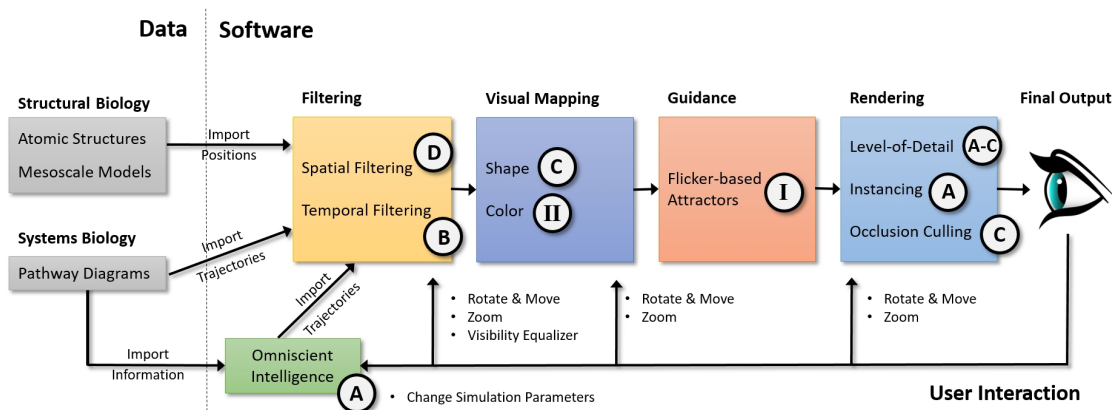 Data
Software
Structural Biology
Filtering
Visual Mapping
Guidance
Rendering
Final Output
Atomic Structures
Mesoscale Models
Import
Positions
Spatial Filtering
D
Temporal Filtering
B
Shape
C
Color
II
Flicker-based
Attractors
I
Level-of-Detail
A-C
Instancing
A
Occlusion Culling
C
Systems Biology
Pathway Diagrams
Import
Trajectories
Import
Trajectories
• Rotate & Move
• Zoom
• Visibility Equalizer
• Rotate & Move
• Zoom
• Rotate & Move
• Zoom
Import
Information
Omniscient
Intelligence
A
• Change Simulation Parameters
User Interaction